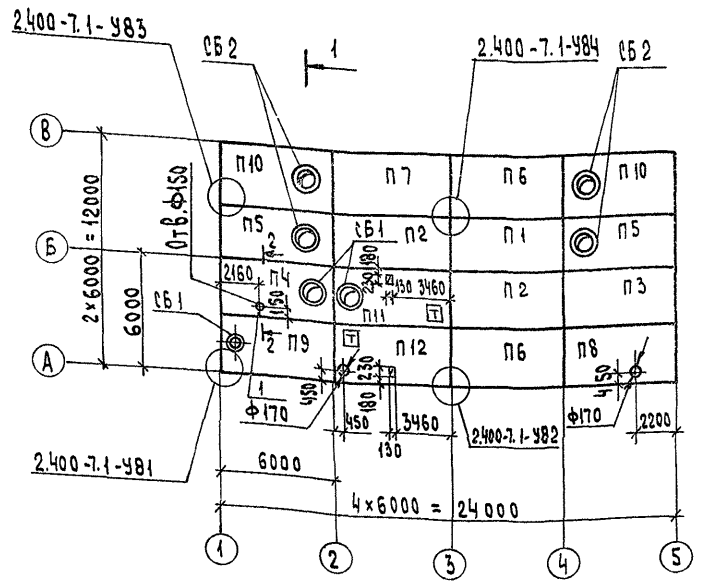 2.400-7.1-У83
СБ2
1
2.400-7.1-У84
СБ2
В
Отв.ф150
П10
П7
П6
П10
Б
П5
2
СБ1
П2
180
П1
П5
2160
П4
230
130 3460
П2
П3
СБ1
150
П11
Т
2×6000 = 12000
6000
2
П9
Т
П12
П6
П8
А
450
230
180
450
1
ф170
450
3460
130
2.400-7.1-У82
ф170
2200
2.400-7.1-У81
6000
4×6000 = 24000
1
2
3
4
5